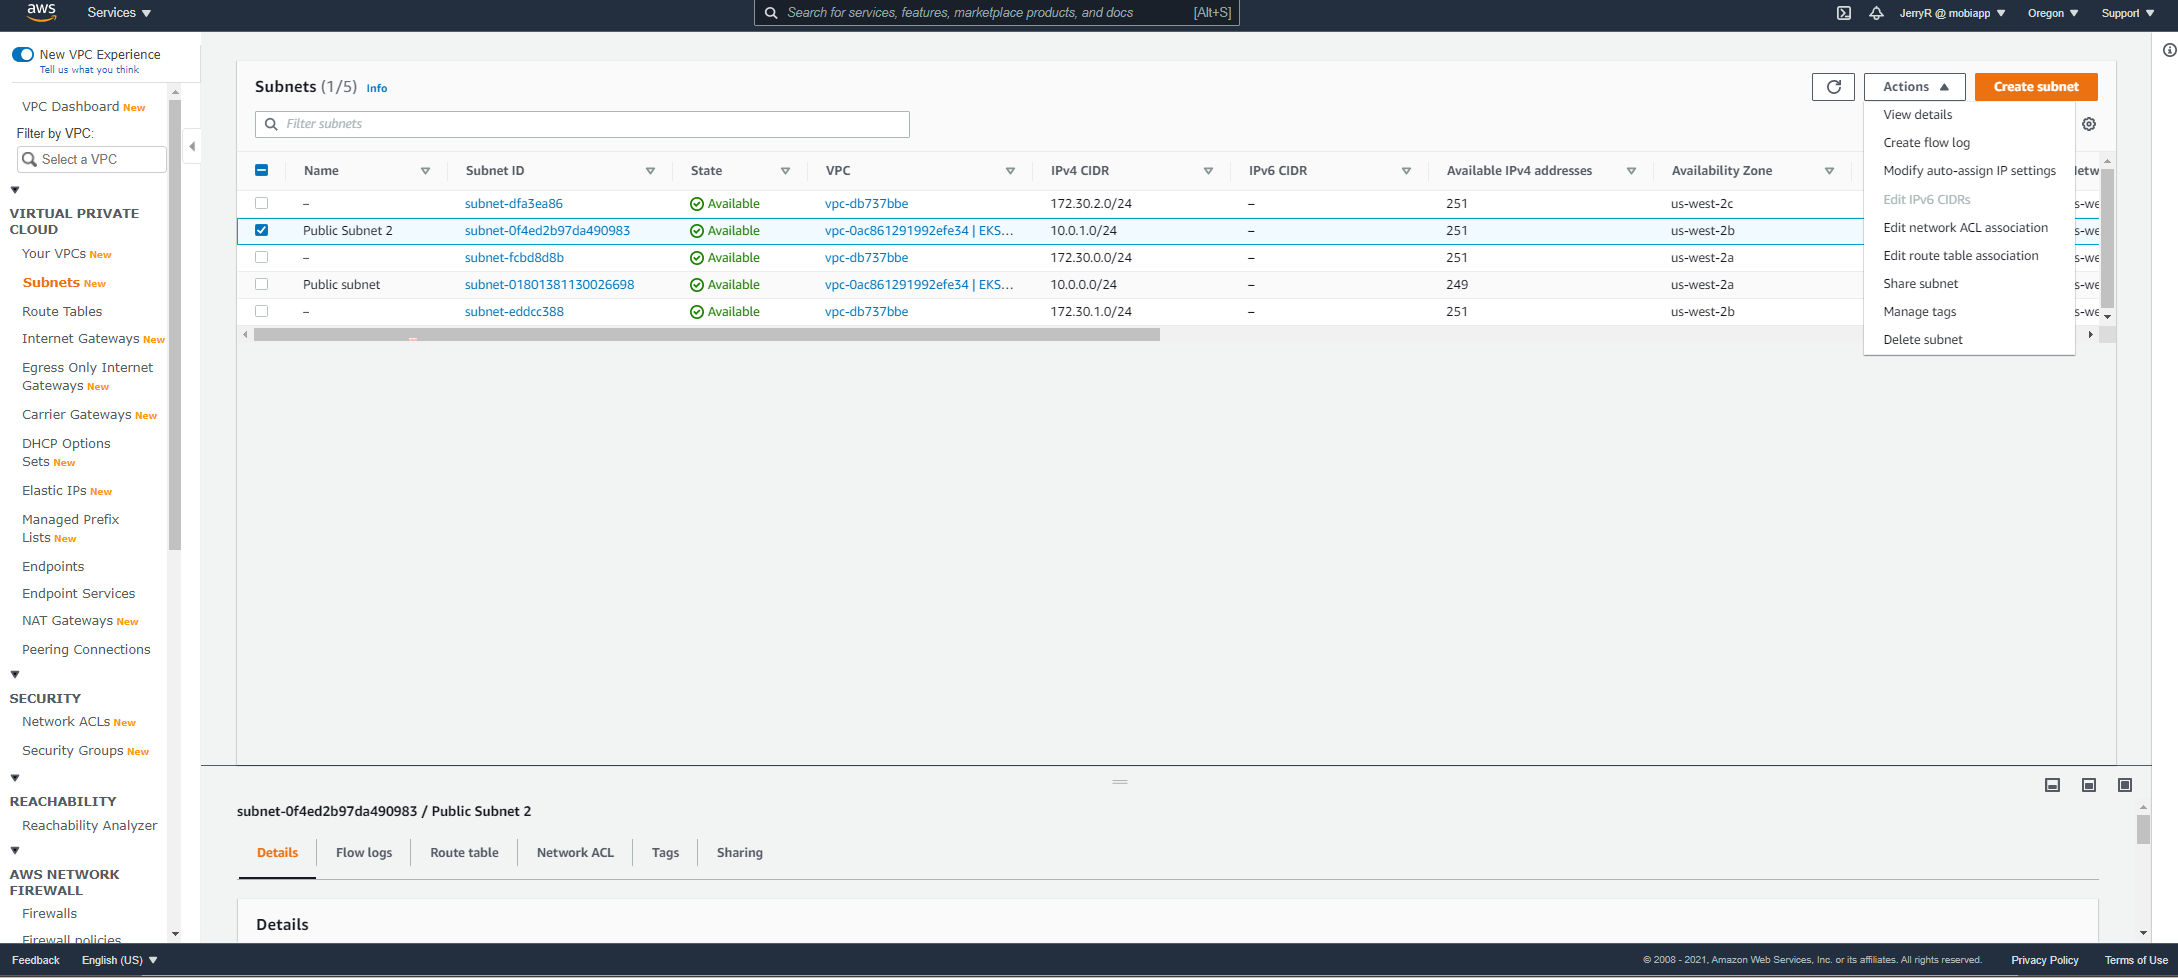 aws
Services
Search for services, features, marketplace products, and docs [Alt+S]
JerryR @ mobiapp
Oregon
Support
New VPC Experience
Tell us what you think
VPC Dashboard New
Filter by VPC:
Select a VPC
VIRTUAL PRIVATE
CLOUD
Your VPCs New
Subnets New
Route Tables
Internet Gateways New
Egress Only Internet
Gateways New
Carrier Gateways New
DHCP Options
Sets New
Elastic IPs New
Managed Prefix
Lists New
Endpoints
Endpoint Services
NAT Gateways New
Peering Connections
SECURITY
Network ACLs New
Security Groups New
REACHABILITY
Reachability Analyzer
AWS NETWORK
FIREWALL
Firewalls
Firewall policies
Subnets (1/5) Info
Actions
Create subnet
Filter subnets
View details
Create flow log
Modify auto-assign IP settings
Edit IPv6 CIDRs
Edit network ACL association
Edit route table association
Share subnet
Manage tags
Delete subnet
Name Subnet ID State VPC IPv4 CIDR IPv6 CIDR Available IPv4 addresses Availability Zone
– subnet-dfa3ea86 Available vpc-db737bbe 172.30.2.0/24 – 251 us-west-2c
Public Subnet 2 subnet-0f4ed2b97da490983 Available vpc-0ac861291992efe34 | EKS... 10.0.1.0/24 – 251 us-west-2b
– subnet-fcbd8d8b Available vpc-db737bbe 172.30.0.0/24 – 251 us-west-2a
Public subnet subnet-01801381130026698 Available vpc-0ac861291992efe34 | EKS... 10.0.0.0/24 – 249 us-west-2a
– subnet-eddcc388 Available vpc-db737bbe 172.30.1.0/24 – 251 us-west-2b
subnet-0f4ed2b97da490983 / Public Subnet 2
Details Flow logs Route table Network ACL Tags Sharing
Details
Feedback English (US)
© 2008 - 2021, Amazon Web Services, Inc. or its affiliates. All rights reserved. Privacy Policy Terms of Use